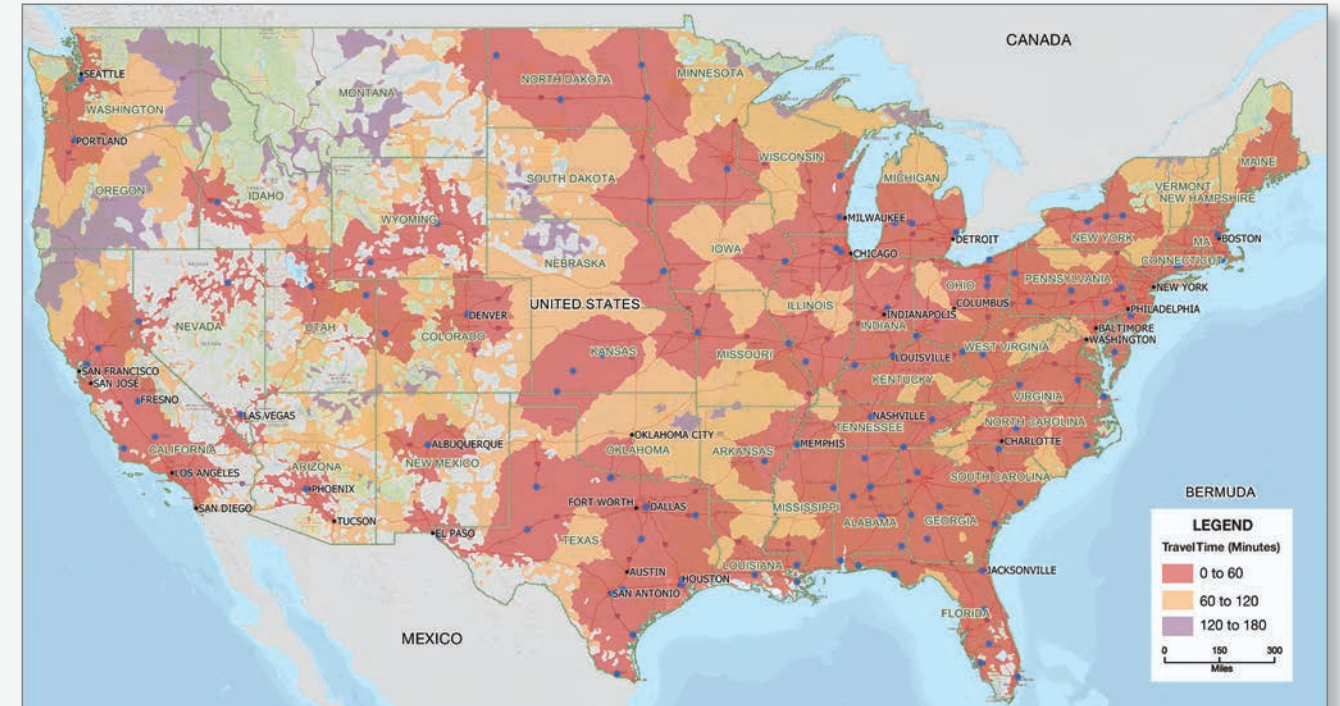 CANADA
SEATTLE
WASHINGTON
NORTH DAKOTA
MINNESOTA
MONTANA
PORTLAND
OREGON
IDAHO
WYOMING
SOUTH DAKOTA
WISCONSIN
MICHIGAN
MAINE
VERMONT
NEW HAMPSHIRE
MILWAUKEE
DETROIT
NEW YORK
MA
BOSTON
CONNECTICUT
IOWA
CHICAGO
NEBRASKA
OHIO
PENNSYLVANIA
NEW YORK
UNITED STATES
ILLINOIS
COLUMBUS
PHILADELPHIA
DENVER
INDIANAPOLIS
INDIANA
NEVADA
UTAH
COLORADO
BALTIMORE
WASHINGTON
WEST VIRGINIA
KANSAS
MISSOURI
LOUISVILLE
SAN FRANCISCO
SAN JOSE
KENTUCKY
VIRGINIA
FRESNO
LAS VEGAS
NASHVILLE
TENNESSEE
NORTH CAROLINA
OKLAHOMA CITY
CHARLOTTE
ALBUQUERQUE
MEMPHIS
CALIFORNIA
OKLAHOMA
ARKANSAS
NEW MEXICO
ARIZONA
LOS ANGELES
SOUTH CAROLINA
PHOENIX
BERMUDA
FORT WORTH
DALLAS
MISSISSIPPI
SAN DIEGO
TUCSON
ALABAMA
GEORGIA
EL PASO
TEXAS
LOUISIANA
AUSTIN
JACKSONVILLE
HOUSTON
SAN ANTONIO
FLORIDA
MEXICO
LEGEND
Travel Time (Minutes)
0 to 60
60 to 120
120 to 180
0 150 300
Miles